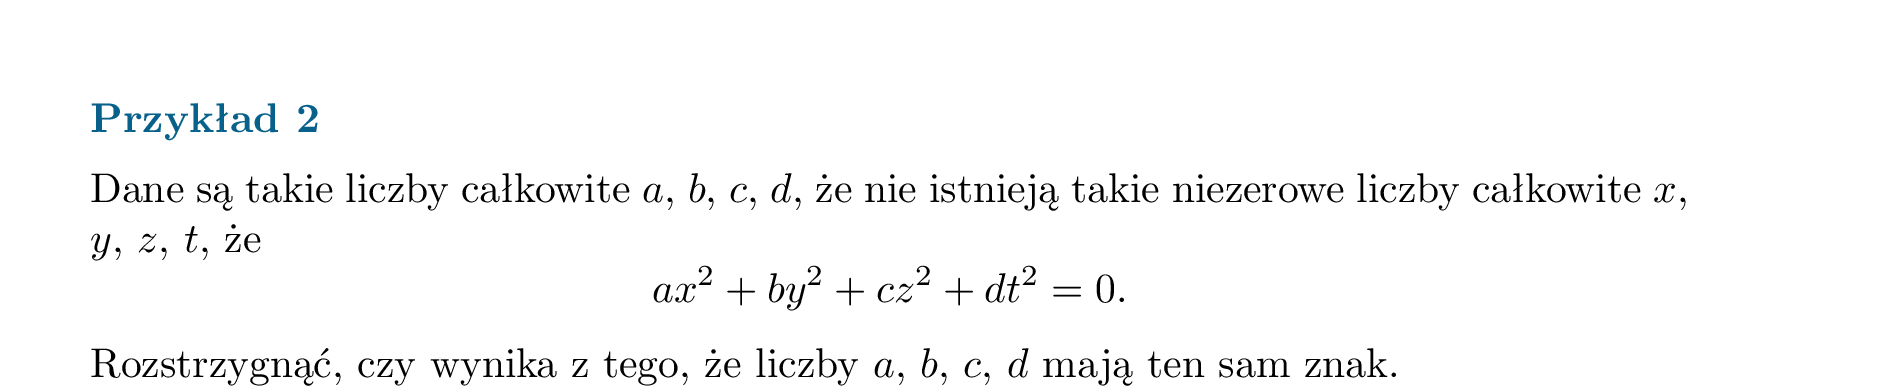 Przykład 2
Dane są takie liczby całkowite a, b, c, d, że nie istnieją takie niezerowe liczby całkowite x,
y, z, t, że
ax² + by² + cz² + dt² = 0.
Rozstrzygnąć, czy wynika z tego, że liczby a, b, c, d mają ten sam znak.